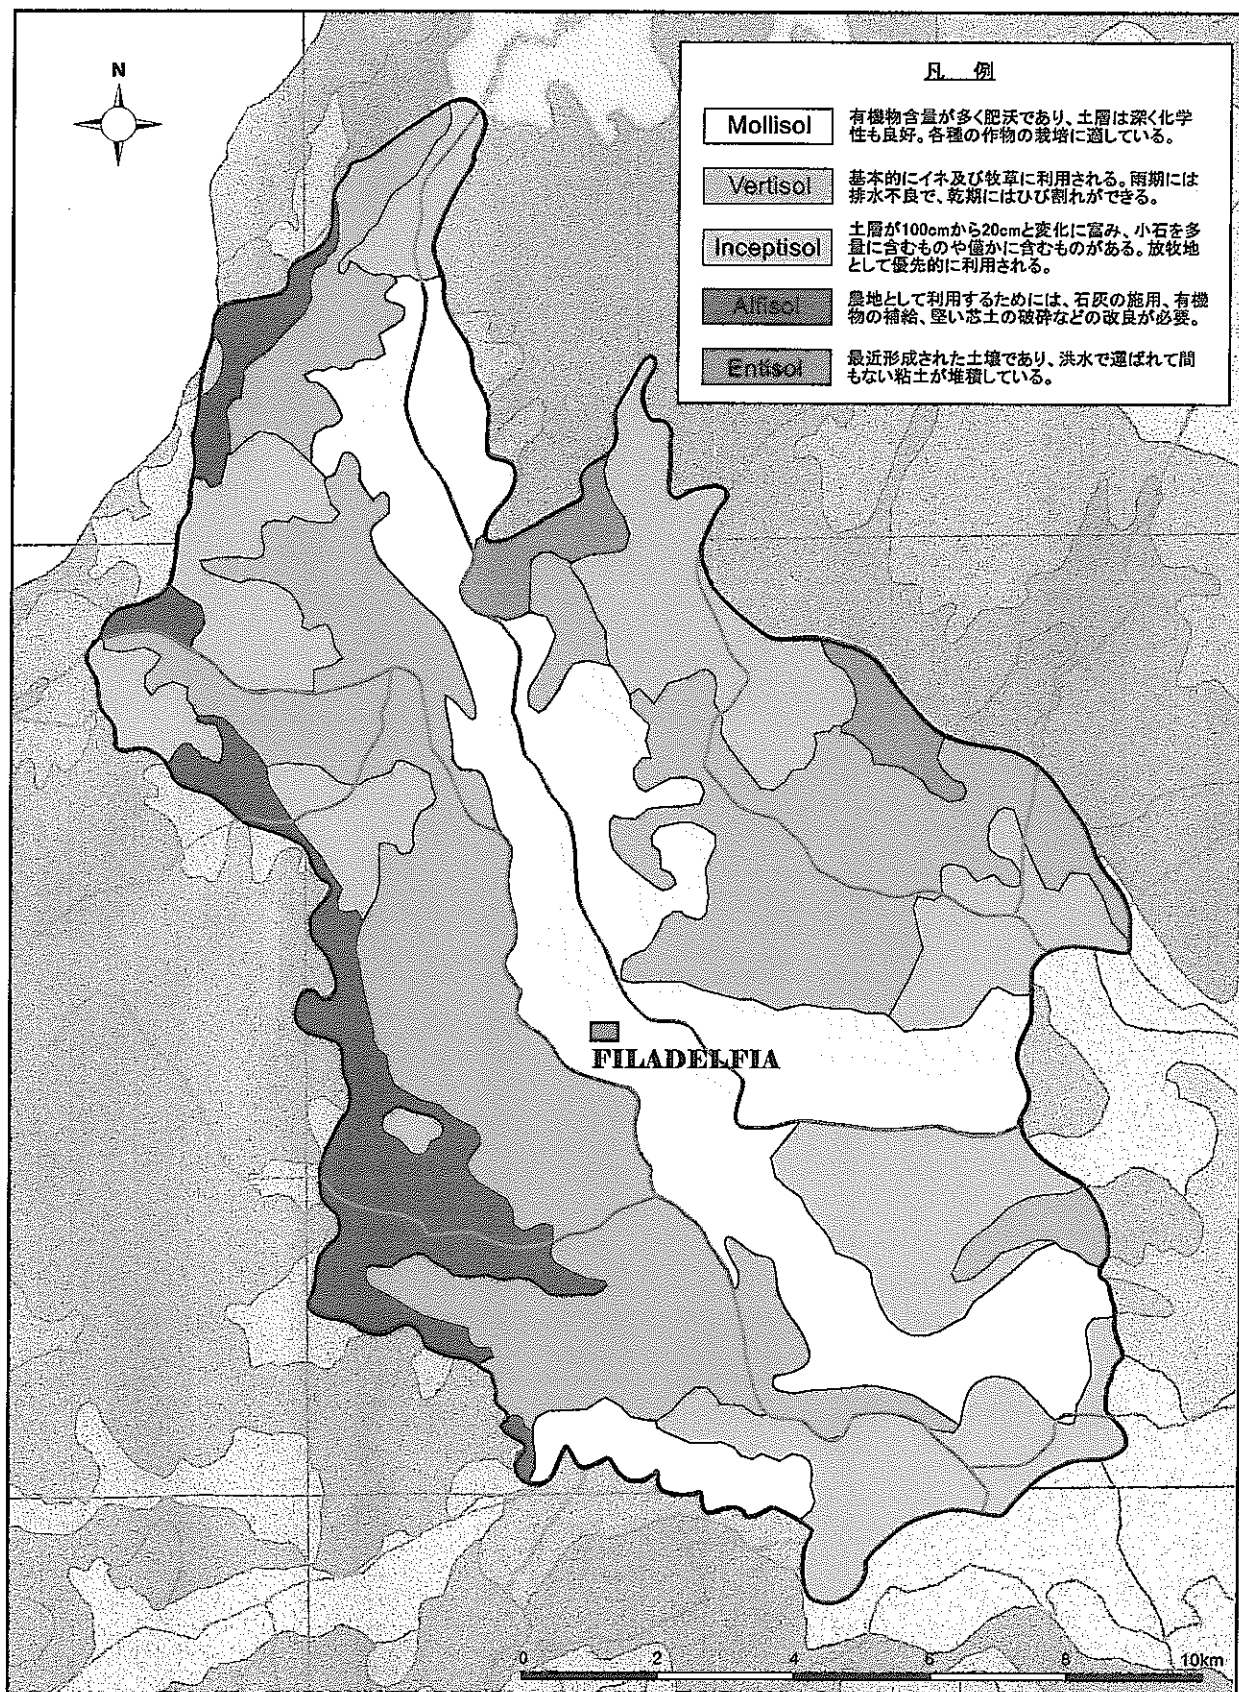 N
凡 例
Mollisol
有機物含量が多く肥沃であり、土層は深く化学
性も良好。各種の作物の栽培に適している。
Vertisol
基本的にイネ及び牧草に利用される。雨期には
排水不良で、乾期にはひび割れができる。
Inceptisol
土層が100cmから20cmと変化に富み、小石を多
量に含むものや僅かに含むものがある。放牧地
として優先的に利用される。
Alfisol
農地として利用するためには、石灰の施用、有機
物の補給、堅い芯土の破砕などの改良が必要。
Entisol
最近形成された土壌であり、洪水で運ばれて間
もない粘土が堆積している。
FILADELFIA
0 2 4 6 8 10km